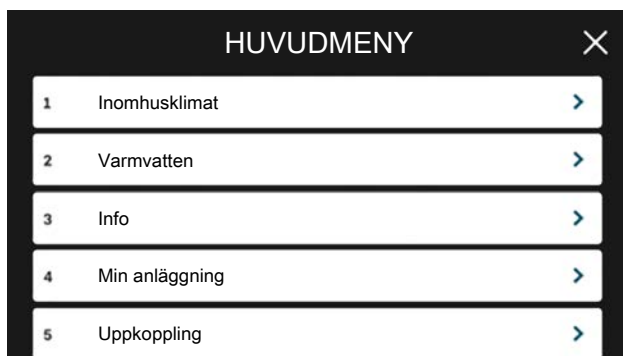 HUVUDMENY
1 Inomhusklimat
2 Varmvatten
3 Info
4 Min anläggning
5 Uppkoppling